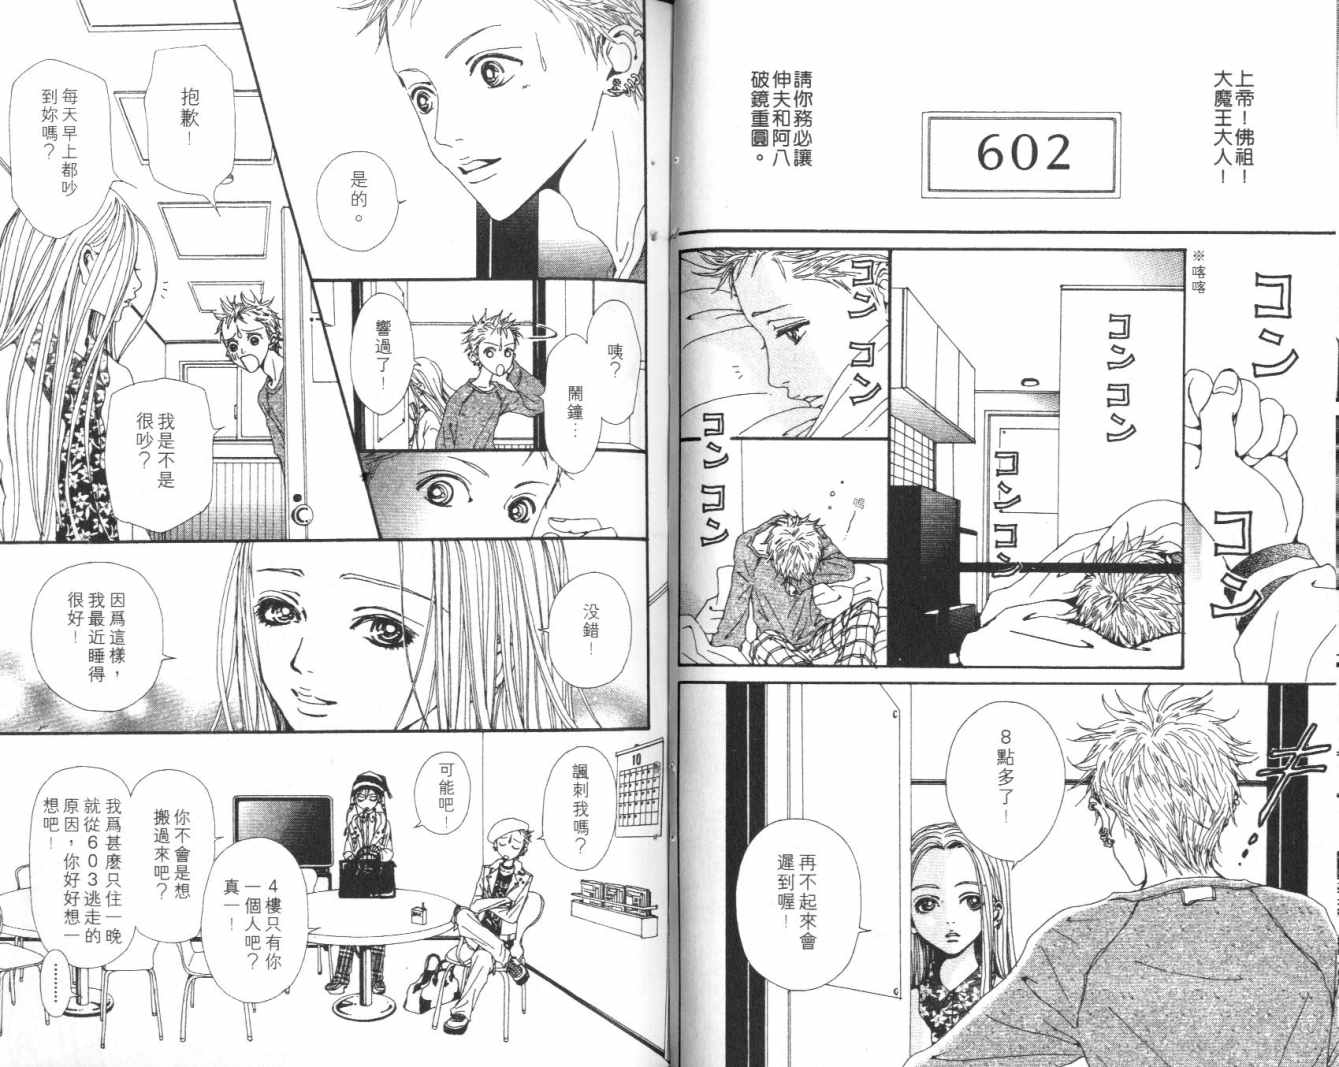 上帝！佛祖！
大魔王大人！
602
請你務必讓
伸夫和阿八
破鏡重圓。
コン
コン
※喀喀
コンコン
コンコン
コン
コン
コンコン
嗚
ギ
8點多了！
再不起來會
遲到喔！
是的。
抱歉！
每天早上都吵
到妳嗎？
咦？
鬧鐘…
響過了！
我是不是
很吵？
没錯！
因爲這樣，
我最近睡得
很好！
10
諷刺我嗎？
可能吧！
4樓只有你
一個人吧？
真一！
你不會是想
搬過來吧？
我爲甚麼只住一晚
就從603逃走的
原因，你好好想一
想吧！
………